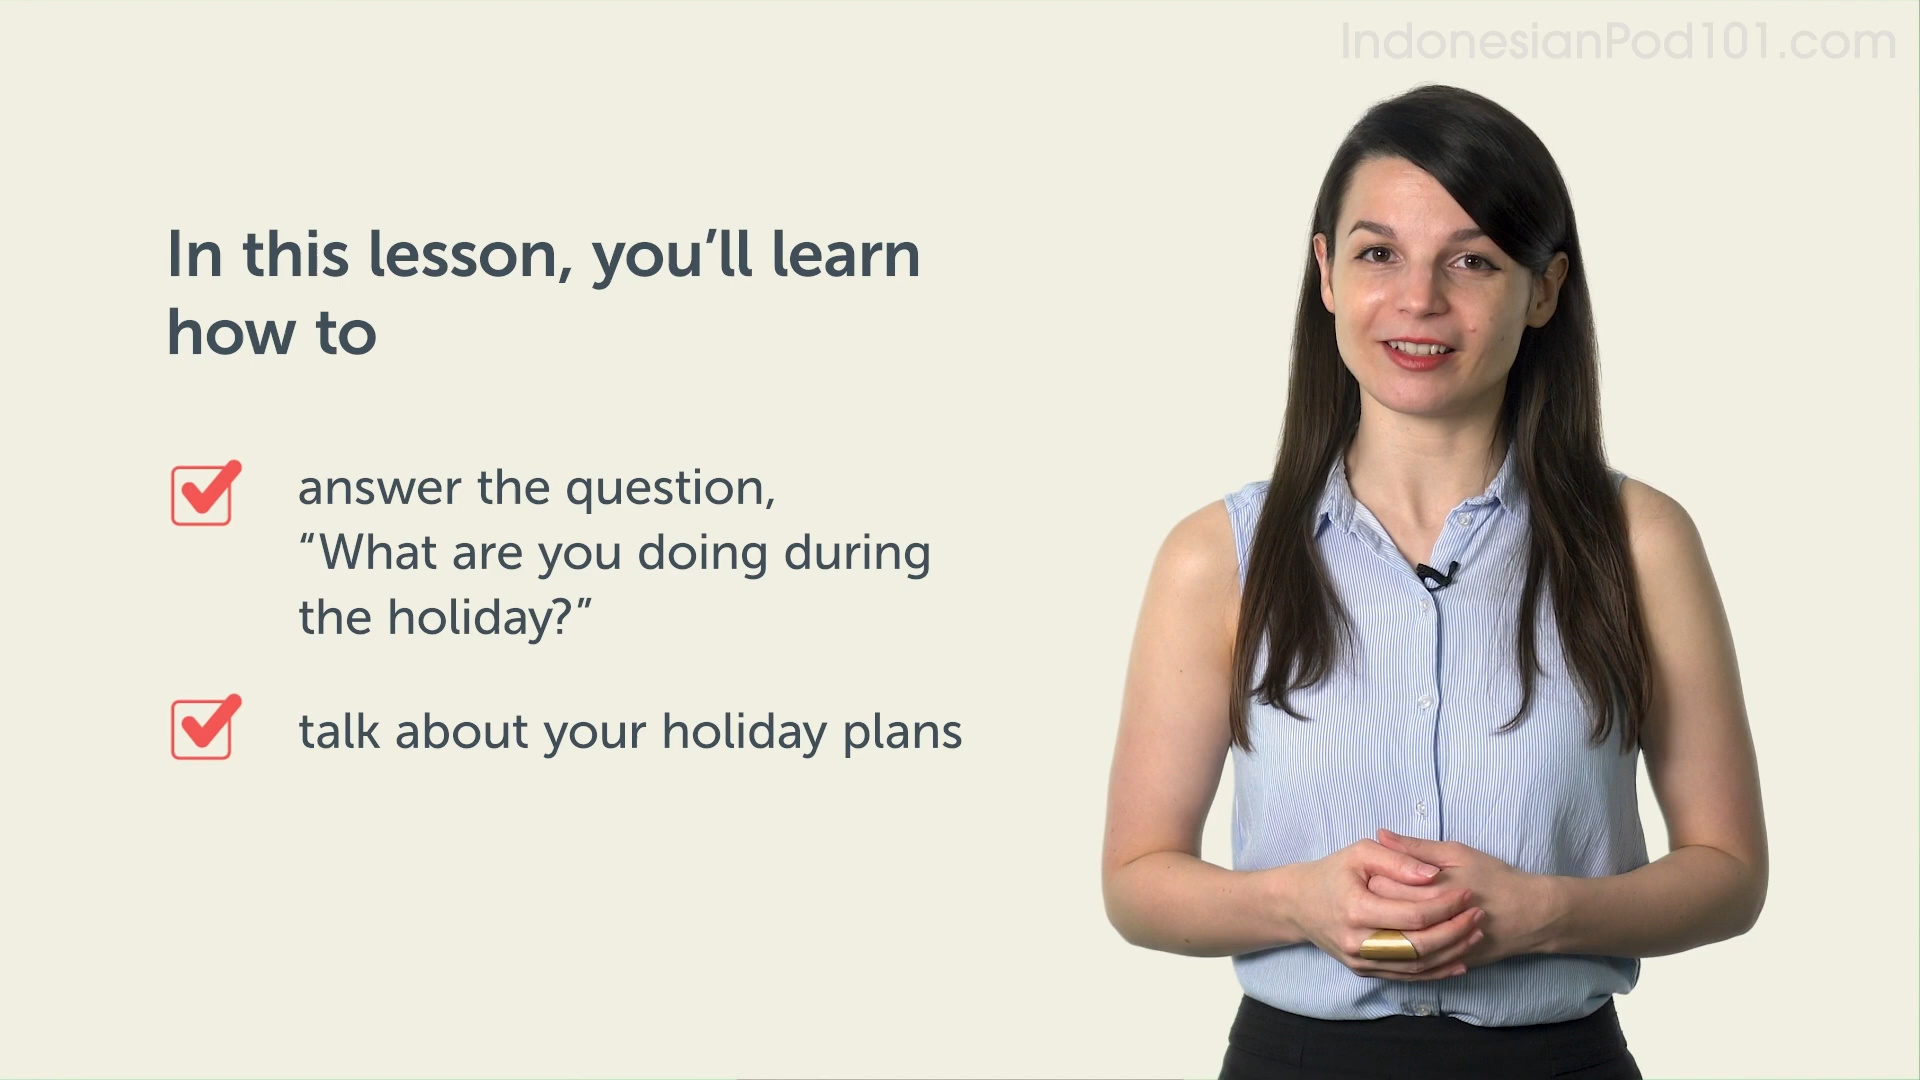 IndonesianPod101.com
In this lesson, you’ll learn
how to
answer the question,
“What are you doing during
the holiday?”
talk about your holiday plans